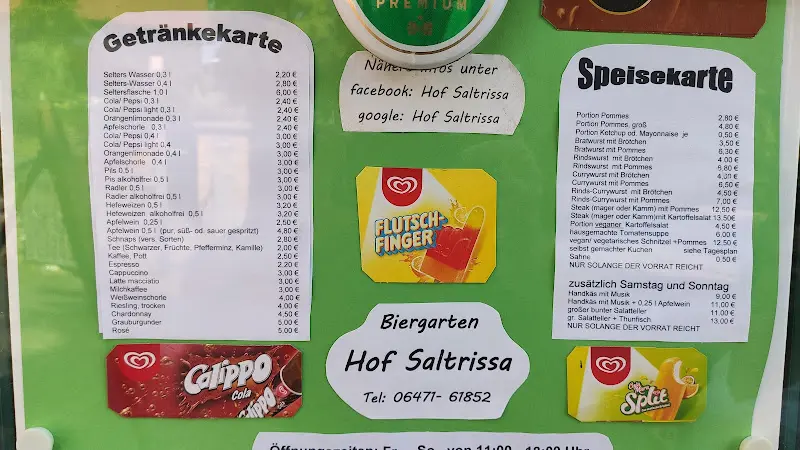 PREMIUM
Getränkekarte
Selters Wasser 0,3 l 2,20 €
Selters-Wasser 0,4 l 2,80 €
Seltersflasche 1,0 l 6,00 €
Cola/ Pepsi 0,3 l 2,40 €
Cola/ Pepsi light 0,3 l 2,40 €
Orangenlimonade 0,3 l 2,40 €
Apfelschorle 0,3 l 2,40 €
Cola/ Pepsi 0,4 l 3,00 €
Cola/ Pepsi light 0,4 3,00 €
Orangenlimonade 0,4 l 3,00 €
Apfelschorle 0,4 l 3,00 €
Pils 0,5 l 3,00 €
Pis alkoholfrei 0,5 l 3,00 €
Radler 0,5 l 3,00 €
Radler alkoholfrei 0,5 l 3,00 €
Hefeweizen 0,5 l 3,20 €
Hefeweizen alkoholfrei 0,5 l 3,20 €
Apfelwein 0,25 l 2,50 €
Apfelwein 0,5 l (pur, süß- od. sauer gespritzt) 4,80 €
Schnaps (vers. Sorten) 2,80 €
Tee (Schwarzer, Früchte, Pfefferminz, Kamille) 2,00 €
Kaffee, Pott 2,50 €
Espresso 2,20 €
Cappuccino 3,00 €
Latte macciato 3,00 €
Milchkaffee 3,00 €
Weißweinschorle 4,00 €
Riesling, trocken 4,00 €
Chardonnay 4,50 €
Grauburgunder 5,00 €
Rosé 5,00 €
Nähere Infos unter
facebook: Hof Saltrissa
google: Hof Saltrissa
FLUTSCH-
FINGER
Biergarten
Hof Saltrissa
Tel: 06471- 61852
Speisekarte
Portion Pommes 2,80 €
Portion Pommes, groß 4,80 €
Portion Ketchup od. Mayonnaise je 0,50 €
Bratwurst mit Brötchen 3,50 €
Bratwurst mit Pommes 6,30 €
Rindswurst mit Brötchen 4,00 €
Rindswurst mit Pommes 6,80 €
Currywurst mit Brötchen 4,00 €
Currywurst mit Pommes 6,50 €
Rinds-Currywurst mit Brötchen 4,50 €
Rinds-Currywurst mit Pommes 7,00 €
Steak (mager oder Kamm) mit Pommes 12,50 €
Steak (mager oder Kamm)mit Kartoffelsalat 13,50€
Portion veganer Kartoffelsalat 4,50 €
hausgemachte Tomatensuppe 6,00 €
vegan/ vegetarisches Schnitzel +Pommes 12,50 €
selbst gemachter Kuchen siehe Tagesplan
Sahne 0,50 €
NUR SOLANGE DER VORRAT REICHT
zusätzlich Samstag und Sonntag
Handkäs mit Musik 9,00 €
Handkäs mit Musik + 0,25 l Apfelwein 11,00 €
großer bunter Salatteller 11,00 €
gr. Salatteller + Thunfisch 13,00 €
NUR SOLANGE DER VORRAT REICHT
Calippo
Cola
Calippo
Split
Öffnungszeiten: Fr. - So. von 11:00 - 18:00 Uhr